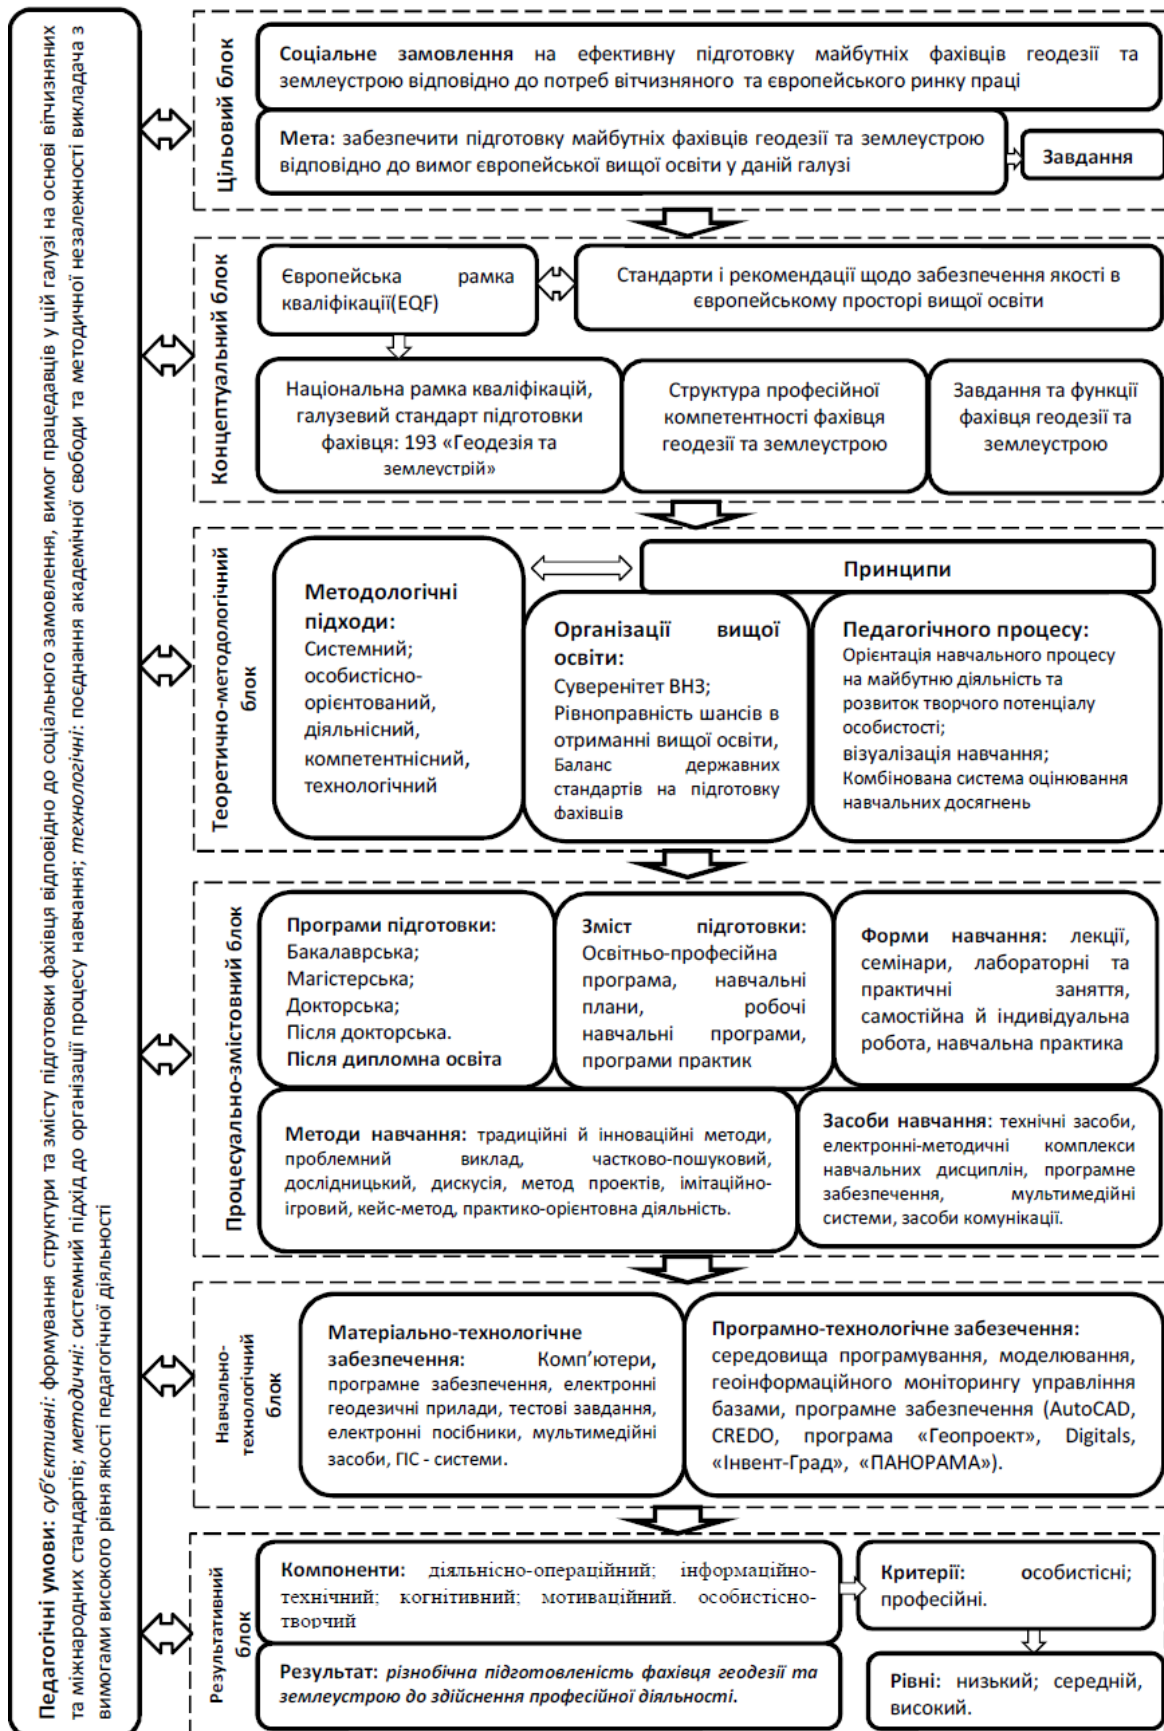 Педагогічні умови: суб'єктивні: формування структури та змісту підготовки фахівця відповідно до соціального замовлення, вимог працедавців у цій галузі на основі вітчизняних
та міжнародних стандартів; методичні: системний підхід до організації процесу навчання; технологічні: поєднання академічної свободи та методичної незалежності викладача з
вимогами високого рівня якості педагогічної діяльності
Цільовий блок
Соціальне замовлення на ефективну підготовку майбутніх фахівців геодезії та
землеустрою відповідно до потреб вітчизняного та європейського ринку праці
Мета: забезпечити підготовку майбутніх фахівців геодезії та землеустрою
відповідно до вимог європейської вищої освіти у даній галузі
Завдання
Концептуальний блок
Європейська рамка
кваліфікації(EQF)
Стандарти і рекомендації щодо забезпечення якості в
європейському просторі вищої освіти
Національна рамка кваліфікацій,
галузевий стандарт підготовки
фахівця: 193 «Геодезія та
землеустрій»
Структура професійної
компетентності фахівця
геодезії та землеустрою
Завдання та функції
фахівця геодезії та
землеустрою
Теоретично-методологічний
блок
Методологічні
підходи:
Системний;
особистісно-
орієнтований,
діяльнісний,
компетентнісний,
технологічний
Принципи
Організації вищої
освіти:
Суверенітет ВНЗ;
Рівноправність шансів в
отриманні вищої освіти,
Баланс державних
стандартів на підготовку
фахівців
Педагогічного процесу:
Орієнтація навчального процесу
на майбутню діяльність та
розвиток творчого потенціалу
особистості;
візуалізація навчання;
Комбінована система оцінювання
навчальних досягнень
Процесуально-змістовний блок
Програми підготовки:
Бакалаврська;
Магістерська;
Докторська;
Після докторська.
Після дипломна освіта
Зміст підготовки:
Освітньо-професійна
програма, навчальні
плани, робочі
навчальні програми,
програми практик
Форми навчання: лекції,
семінари, лабораторні та
практичні заняття,
самостійна й індивідуальна
робота, навчальна практика
Методи навчання: традиційні й інноваційні методи,
проблемний виклад, частково-пошуковий,
дослідницький, дискусія, метод проектів, імітаційно-
ігровий, кейс-метод, практико-орієнтовна діяльність.
Засоби навчання: технічні засоби,
електронні-методичні комплекси
навчальних дисциплін, програмне
забезпечення, мультимедійні
системи, засоби комунікації.
Навчально-
технологічний
блок
Матеріально-технологічне
забезпечення: Комп'ютери,
програмне забезпечення, електронні
геодезичні прилади, тестові завдання,
електронні посібники, мультимедійні
засоби, ГІС - системи.
Програмно-технологічне забезечення:
середовища програмування, моделювання,
геоінформаційного моніторингу управління
базами, програмне забезпечення (AutoCAD,
CREDO, програма «Геопроект», Digitals,
«Інвент-Град», «ПАНОРАМА»).
Результативний
блок
Компоненти: діяльнісно-операційний; інформаційно-
технічний; когнітивний; мотиваційний. особистісно-
творчий
Критерії: особистісні;
професійні.
Результат: різнобічна підготовленість фахівця геодезії та
землеустрою до здійснення професійної діяльності.
Рівні: низький; середній,
високий.